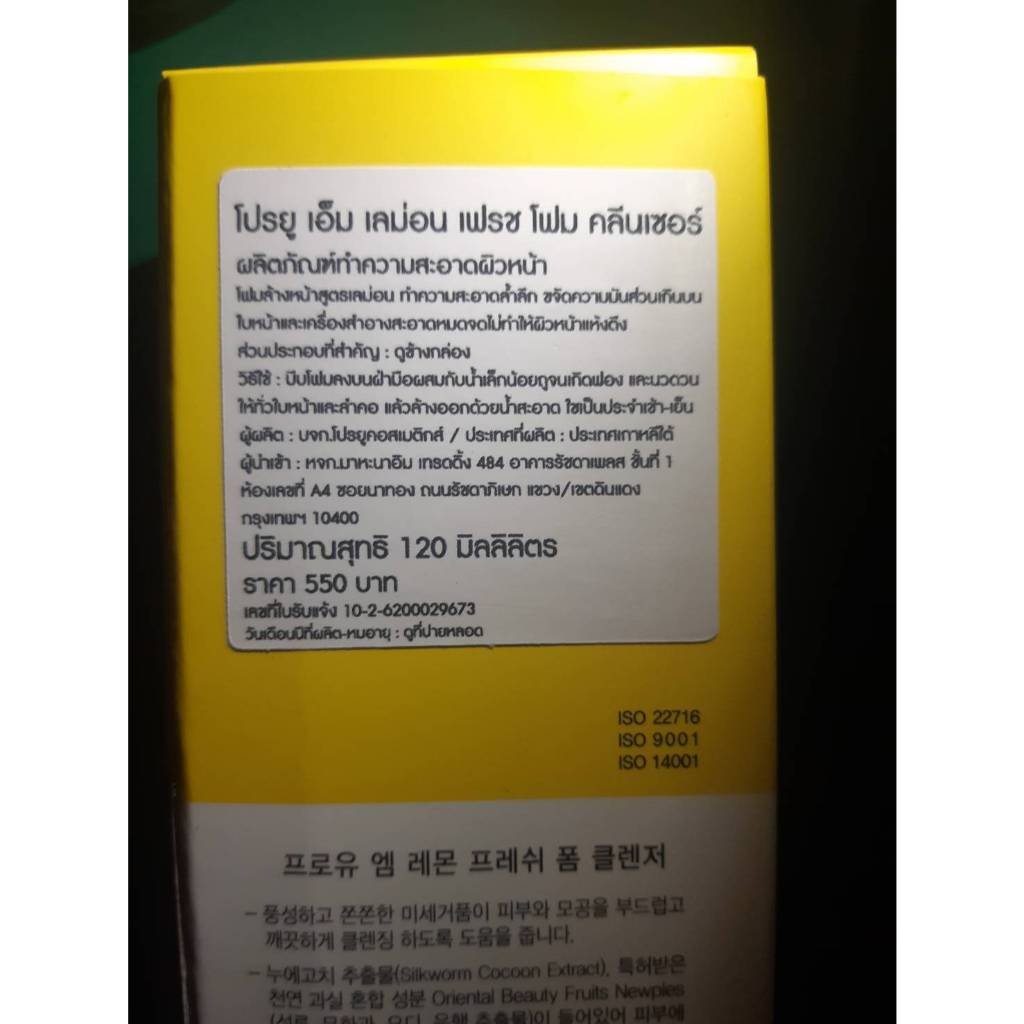 โปรยู เอ็ม เลม่อน เฟรช โฟม คลีนเซอร์
ผลิตภัณฑ์ทำความสะอาดผิวหน้า
โฟมล้างหน้าสูตรเลม่อน ทำความสะอาดล้ำลึก ขจัดความมันส่วนเกินบน
ใบหน้าและเครื่องสำอางสะอาดหมดจดไม่ทำให้ผิวหน้าแห้งตึง
ส่วนประกอบที่สำคัญ : ดูข้างกล่อง
วิธีใช้ : บีบโฟมลงบนฝ่ามือผสมกับน้ำเล็กน้อยถูจนเกิดฟอง และนวดวน
ให้ทั่วใบหน้าและลำคอ แล้วล้างออกด้วยน้ำสะอาด ใช้เป็นประจำเช้า-เย็น
ผู้ผลิต : บจก.โปรยูคอสเมติกส์ / ประเทศที่ผลิต : ประเทศเกาหลีใต้
ผู้นำเข้า : หจก.มาหะนาอิม เทรดดิ้ง 484 อาคารรัชดาเพลส ชั้นที่ 1
ห้องเลขที่ A4 ซอยนาทอง ถนนรัชดาภิเษก แขวง/เขตดินแดง
กรุงเทพฯ 10400
ปริมาณสุทธิ 120 มิลลิลิตร
ราคา 550 บาท
เลขที่ใบรับแจ้ง 10-2-6200029673
วันเดือนปีที่ผลิต-หมอายุ : ดูที่ปายหลอด
ISO 22716
ISO 9001
ISO 14001
프로유 엠 레몬 프레쉬 폼 클렌저
- 풍성하고 쫀쫀한 미세거품이 피부와 모공을 부드럽고
깨끗하게 클렌징 하도록 도움을 줍니다.
- 누에고치 추출물(Silkworm Cocoon Extract), 특허받은
천연 과실 혼합 성분 Oriental Beauty Fruits Newples
(석류, 무화과, 오디, 은행 추출물)이 들어있어 피부에